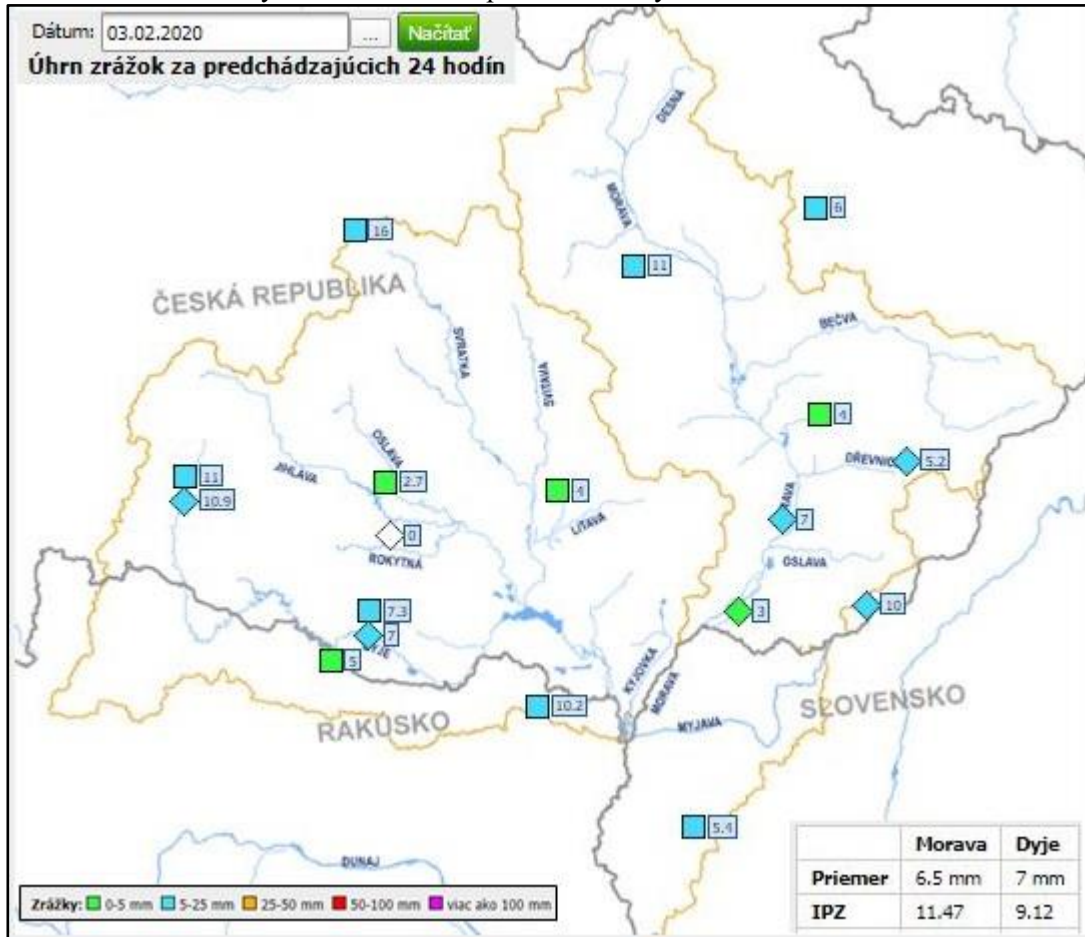 Dátum: 03.02.2020 ... Načítať
Úhrn zrážok za predchádzajúcich 24 hodín
DESNA
MORAVA
6
16
11
ČESKÁ REPUBLIKA
BEČVA
SVRATKA
SVITAVA
4
OSLAVA
DŘEVNIC
5.2
JIHLAVA
11
2.7
4
10.9
RAVA
7
LITAVA
0
ROKYTNÁ
OSLAVA
7.3
3
10
7
YJE
5
KYJOVKA
MORAVA
SLOVENSKO
10.2
RAKÚSKO
MYJAVA
5.4
DUNAJ
Morava Dyje
Priemer 6.5 mm 7 mm
IPZ 11.47 9.12
Zrážky: 0-5 mm 5-25 mm 25-50 mm 50-100 mm viac ako 100 mm